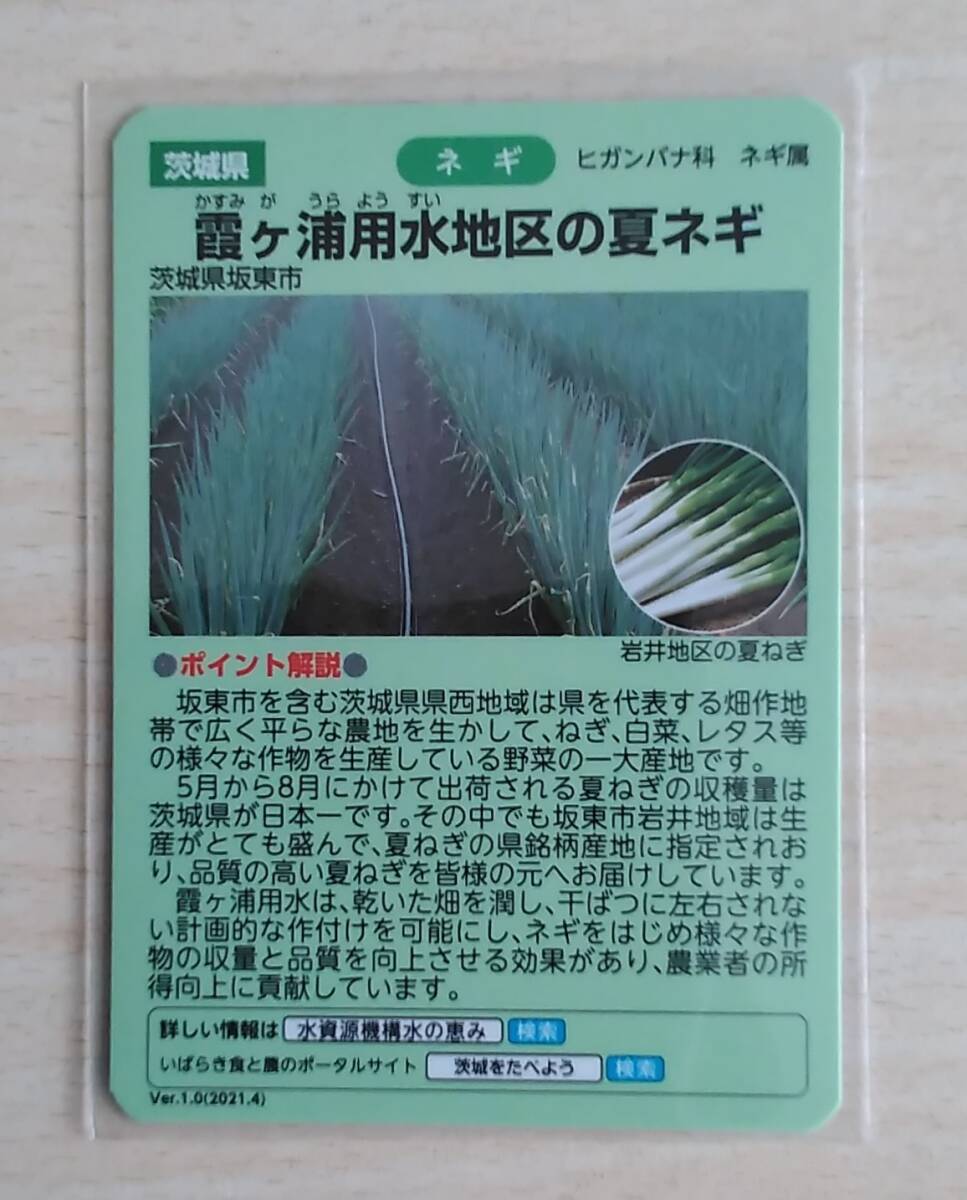 茨城県 ネギ ヒガンバナ科 ネギ属
かすみ が うら よう すい
霞ヶ浦用水地区の夏ネギ
茨城県坂東市
岩井地区の夏ねぎ
●ポイント解説●
坂東市を含む茨城県県西地域は県を代表する畑作地
帯で広く平らな農地を生かして、ねぎ、白菜、レタス等
の様々な作物を生産している野菜の一大産地です。
5月から8月にかけて出荷される夏ねぎの収穫量は
茨城県が日本一です。その中でも坂東市岩井地域は生
産がとても盛んで、夏ねぎの県銘柄産地に指定されお
り、品質の高い夏ねぎを皆様の元へお届けしています。
霞ヶ浦用水は、乾いた畑を潤し、干ばつに左右されな
い計画的な作付けを可能にし、ネギをはじめ様々な作
物の収量と品質を向上させる効果があり、農業者の所
得向上に貢献しています。
詳しい情報は 水資源機構水の恵み 検索
いばらき食と農のポータルサイト 茨城をたべよう 検索
Ver.1.0(2021.4)